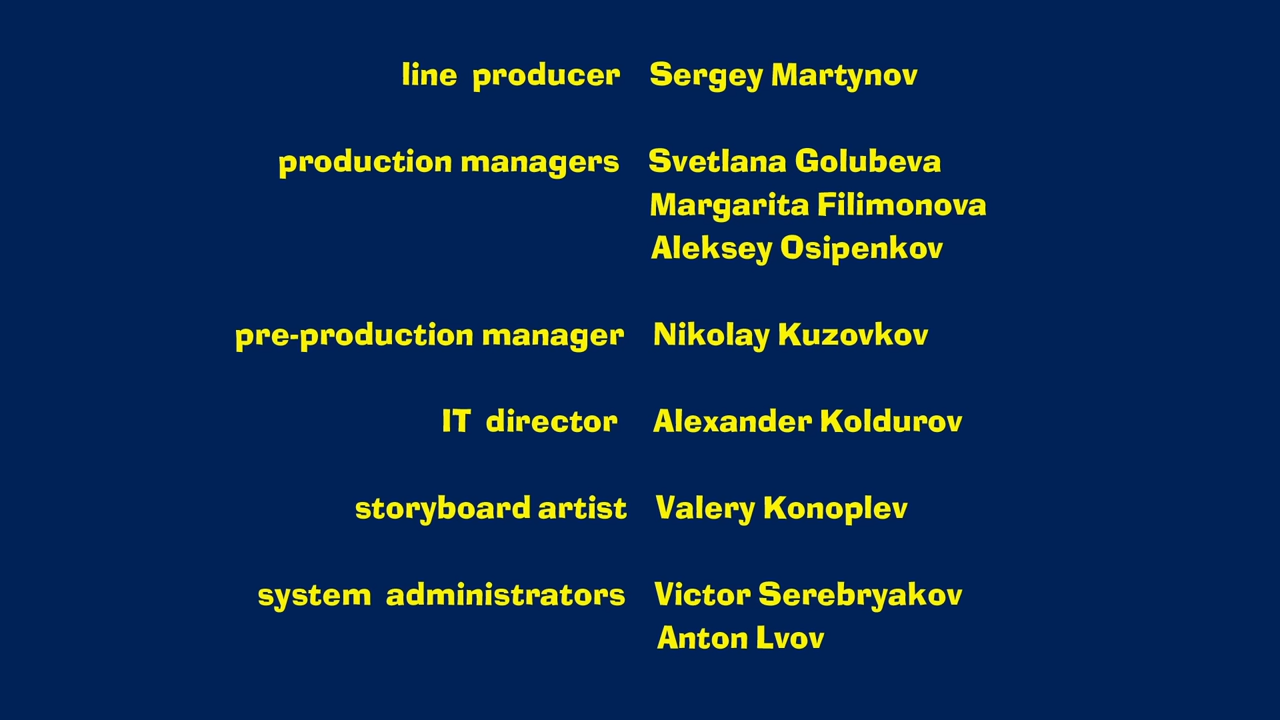 line producer Sergey Martynov
production managers Svetlana Golubeva
Margarita Filimonova
Aleksey Osipenkov
pre-production manager Nikolay Kuzovkov
IT director Alexander Koldurov
storyboard artist Valery Konoplev
system administrators Victor Serebryakov
Anton Lvov